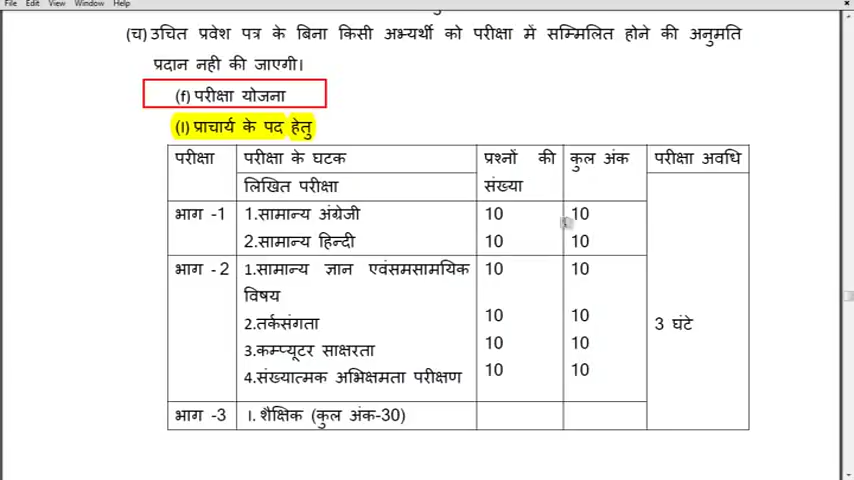 File Edit View Window Help
(च) उचित प्रवेश पत्र के बिना किसी अभ्यर्थी को परीक्षा में सम्मिलित होने की अनुमति
प्रदान नही की जाएगी।
(f) परीक्षा योजना
(I) प्राचार्य के पद हेतु
परीक्षा परीक्षा के घटक प्रश्नों की कुल अंक परीक्षा अवधि
लिखित परीक्षा संख्या
भाग -1 1.सामान्य अंग्रेजी 10 10
2.सामान्य हिन्दी 10 10
भाग - 2 1.सामान्य ज्ञान एवंसमसामयिक 10 10
विषय
2.तर्कसंगता 10 10 3 घंटे
3.कम्प्यूटर साक्षरता 10 10
4.संख्यात्मक अभिक्षमता परीक्षण 10 10
भाग -3 I. शैक्षिक (कुल अंक-30)